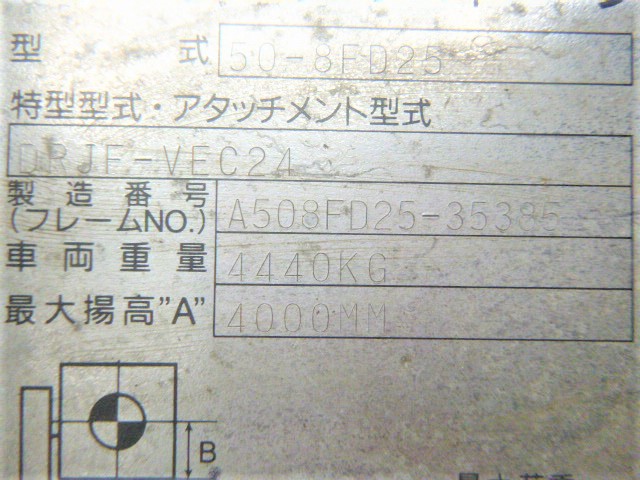 型式 50-8FD25
特型型式・アタッチメント型式
DRJF-VEC24
製造番号
(フレームNO.) A508FD25-35385
車両重量 4440KG
最大揚高"A" 4000MM
B